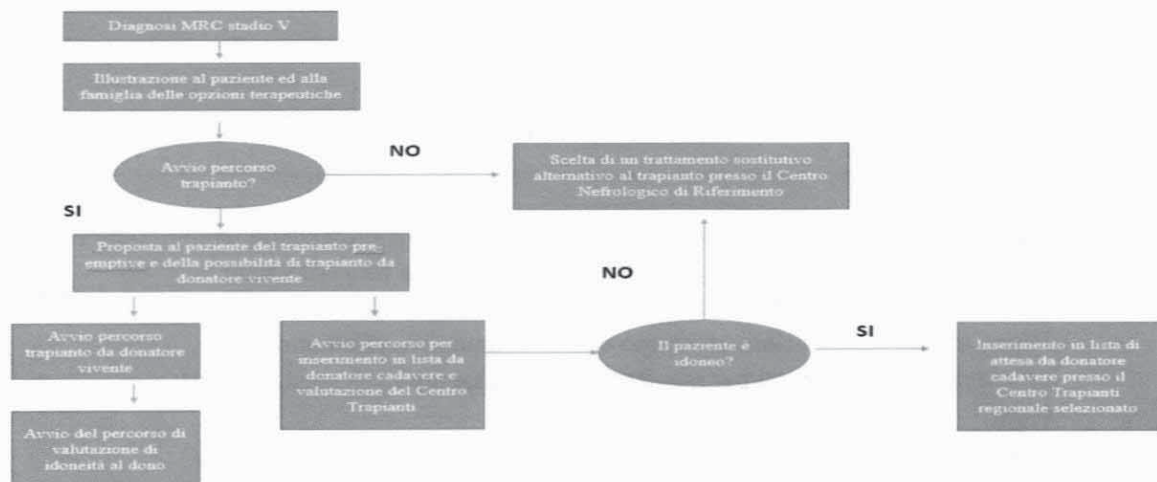 Diagnosi MRC stadio V
Illustrazione al paziente ed alla
famiglia delle opzioni terapeutiche
Avvio percorso
trapianto?
NO
Scelta di un trattamento sostitutivo
alternativo al trapianto presso il Centro
Nefrologico di Riferimento
SI
Proposta al paziente del trapianto pre-
emptive e della possibilità di trapianto da
donatore vivente
NO
Avvio percorso
trapianto da donatore
vivente
Avvio percorso per
inserimento in lista da
donatore cadavere e
valutazione del Centro
Trapianti
Il paziente è
idoneo?
SI
Inserimento in lista di
attesa da donatore
cadavere presso il
Centro Trapianti
regionale selezionato
Avvio del percorso di
valutazione di
idoneità al dono